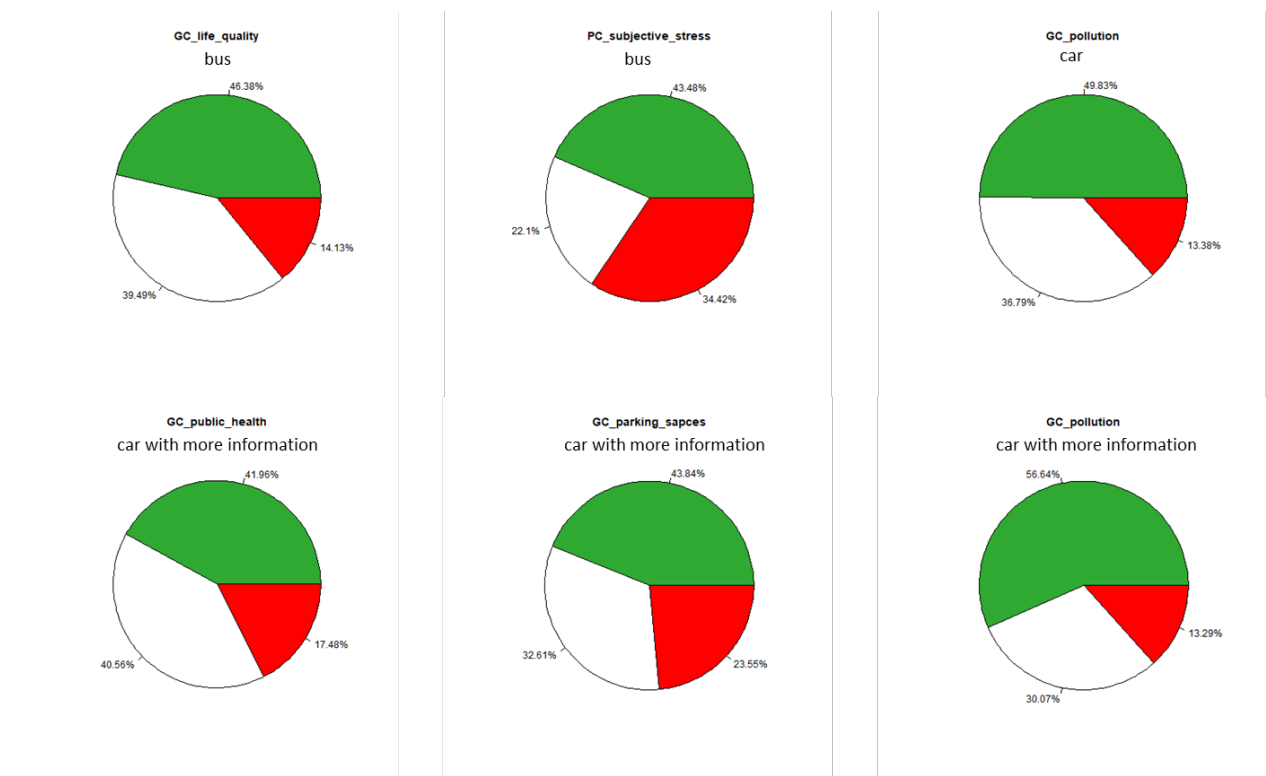 GC_life_quality
bus
46.38%
14.13%
39.49%
PC_subjective_stress
bus
43.48%
22.1%
34.42%
GC_pollution
car
49.83%
13.38%
36.79%
GC_public_health
car with more information
41.96%
17.48%
40.56%
GC_parking_sapces
car with more information
43.84%
32.61%
23.55%
GC_pollution
car with more information
56.64%
13.29%
30.07%